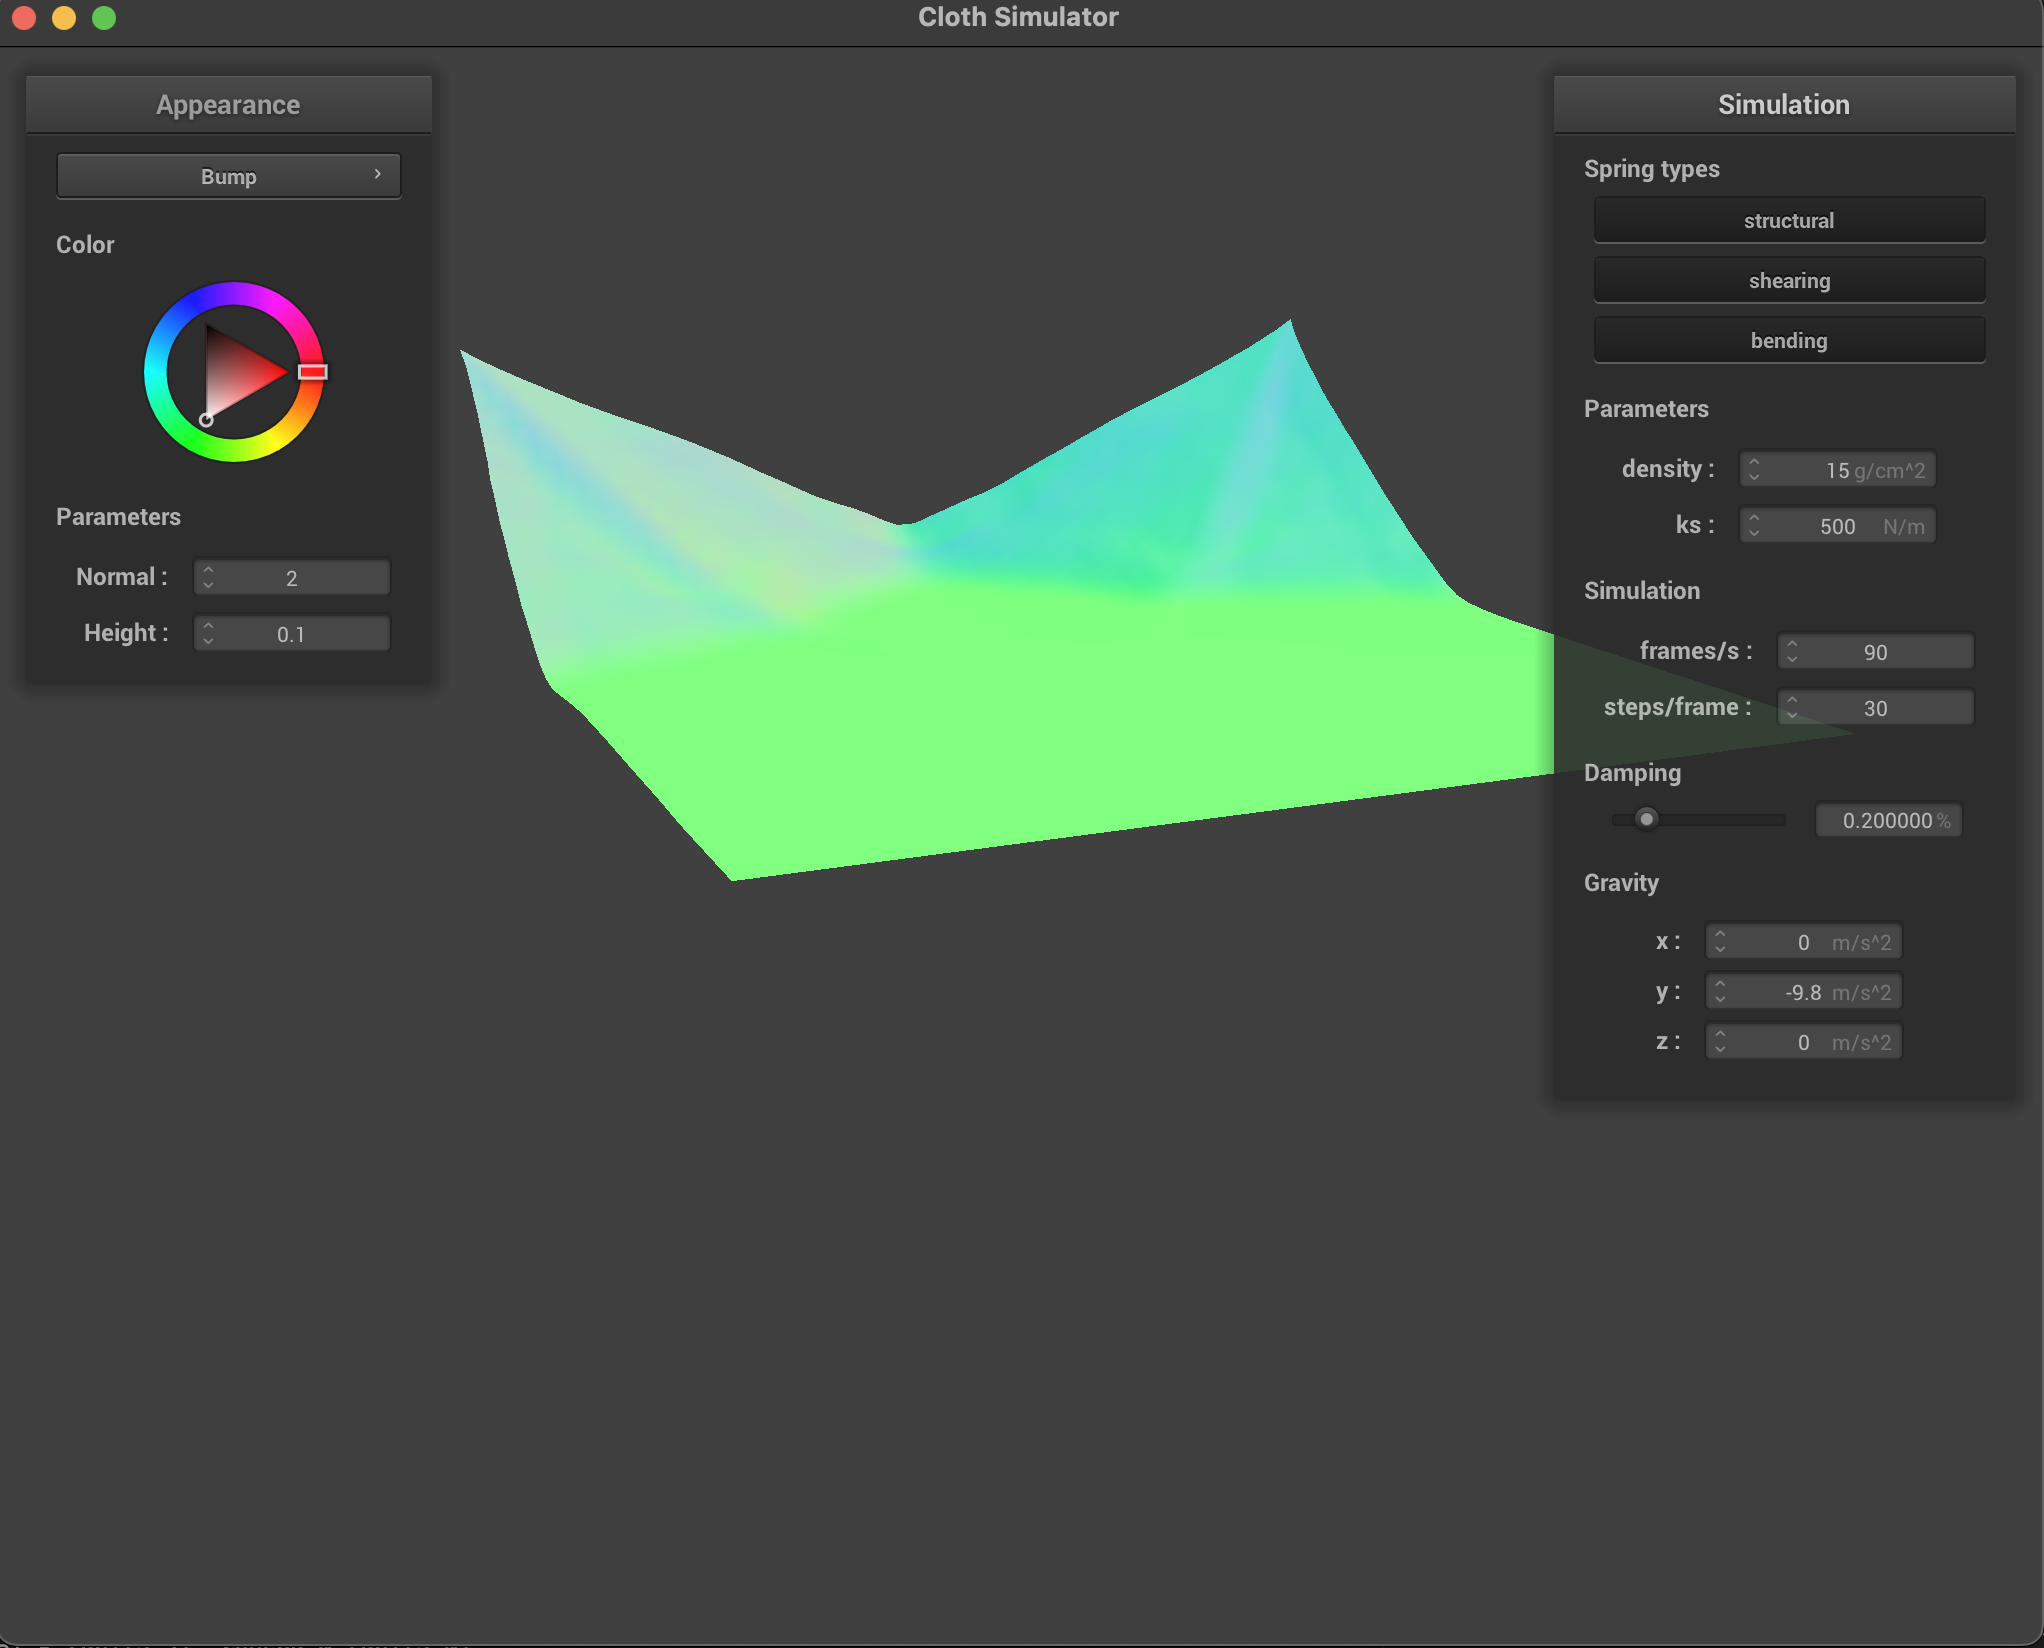 Cloth Simulator
Appearance
Bump
Color
Parameters
Normal : 2
Height : 0.1
Simulation
Spring types
structural
shearing
bending
Parameters
density : 15 g/cm^2
ks : 500 N/m
Simulation
frames/s : 90
steps/frame : 30
Damping
0.200000 %
Gravity
x : 0 m/s^2
y : -9.8 m/s^2
z : 0 m/s^2